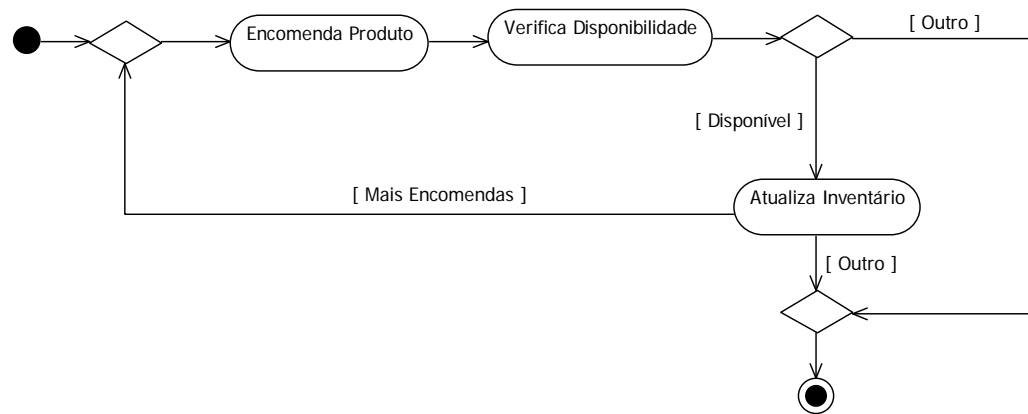 Encomenda Produto
Verifica Disponibilidade
[ Outro ]
[ Disponível ]
[ Mais Encomendas ]
Atualiza Inventário
[ Outro ]